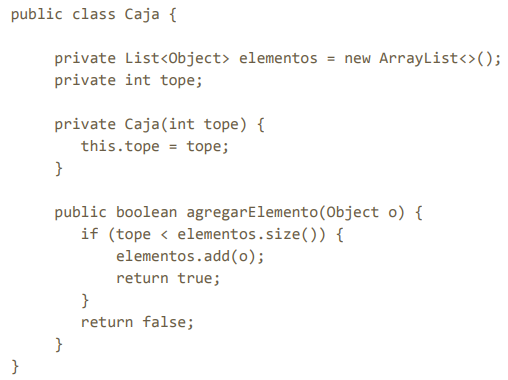 public class Caja {
private List<Object> elementos = new ArrayList<>();
private int tope;
private Caja(int tope) {
this.tope = tope;
}
public boolean agregarElemento(Object o) {
if (tope < elementos.size()) {
elementos.add(o);
return true;
}
return false;
}
}